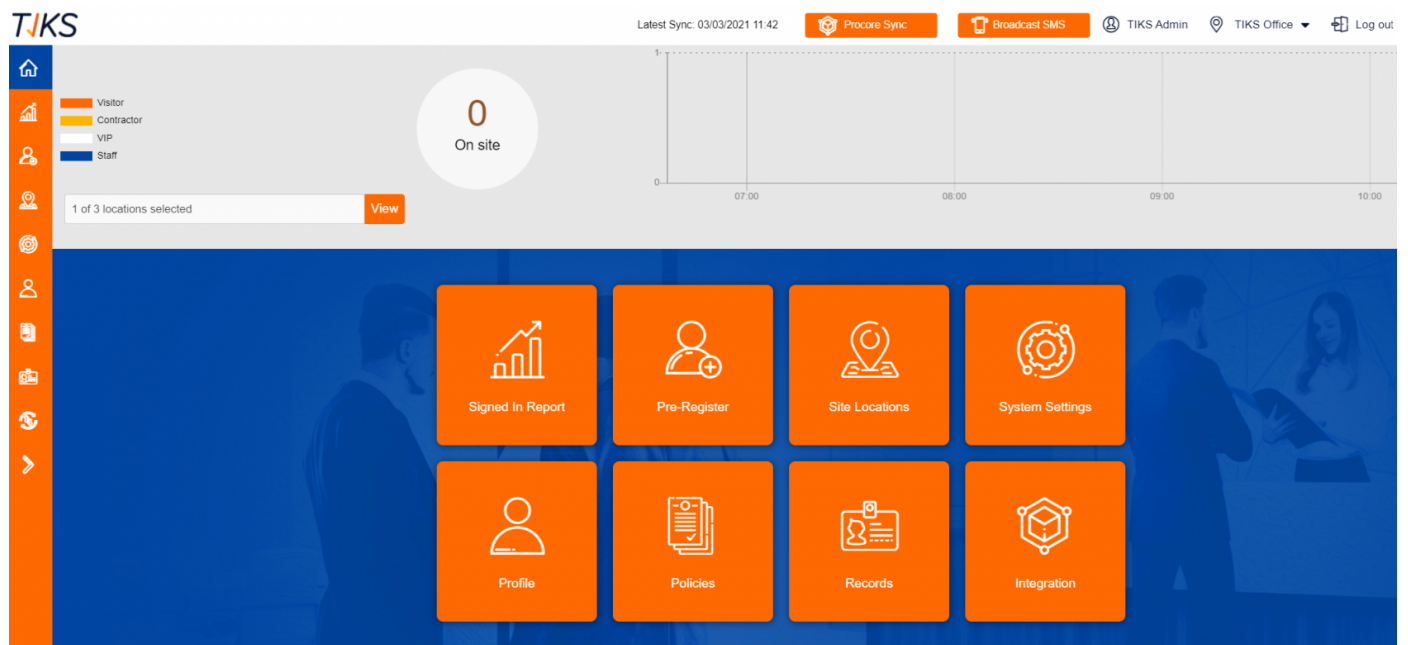 TIKS
Latest Sync: 03/03/2021 11:42
Procore Sync
Broadcast SMS
TIKS Admin
TIKS Office
Log out
Visitor
Contractor
VIP
Staff
0
On site
1 of 3 locations selected
View
1
0
07:00
08:00
09:00
10:00
Signed In Report
Pre-Register
Site Locations
System Settings
Profile
Policies
Records
Integration